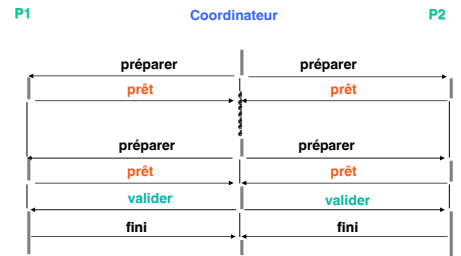 P1 Coordinateur P2
préparer préparer
prêt prêt
préparer préparer
prêt prêt
valider valider
fini fini